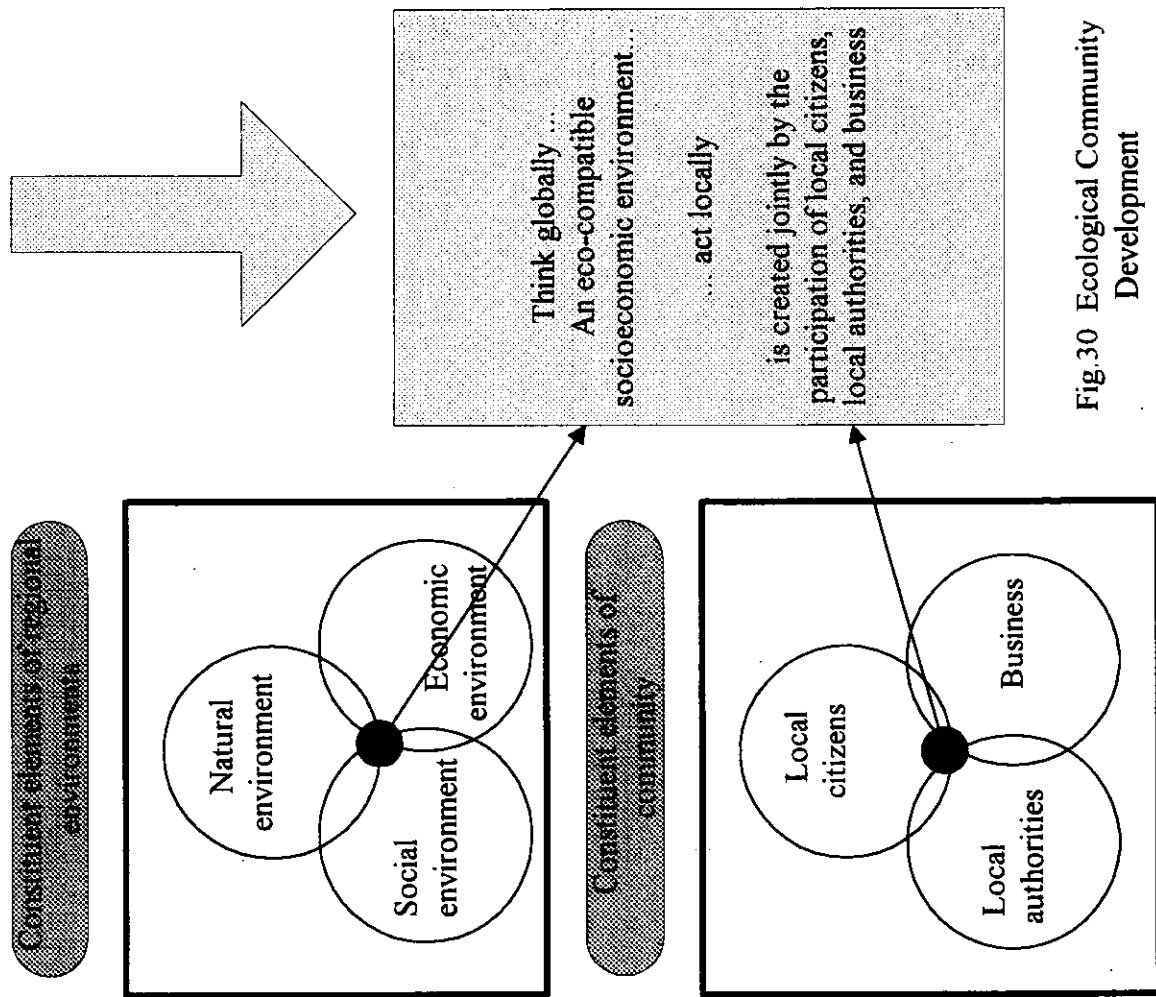 Constituent elements of regional
environments
Natural
environment
Social
environment
Economic
environment
Constituent elements of
community
Local
citizens
Local
authorities
Business
Think globally ...
An eco-compatible
socioeconomic environment...
... act locally
is created jointly by the
participation of local citizens,
local authorities, and business
Fig.30 Ecological Community
Development